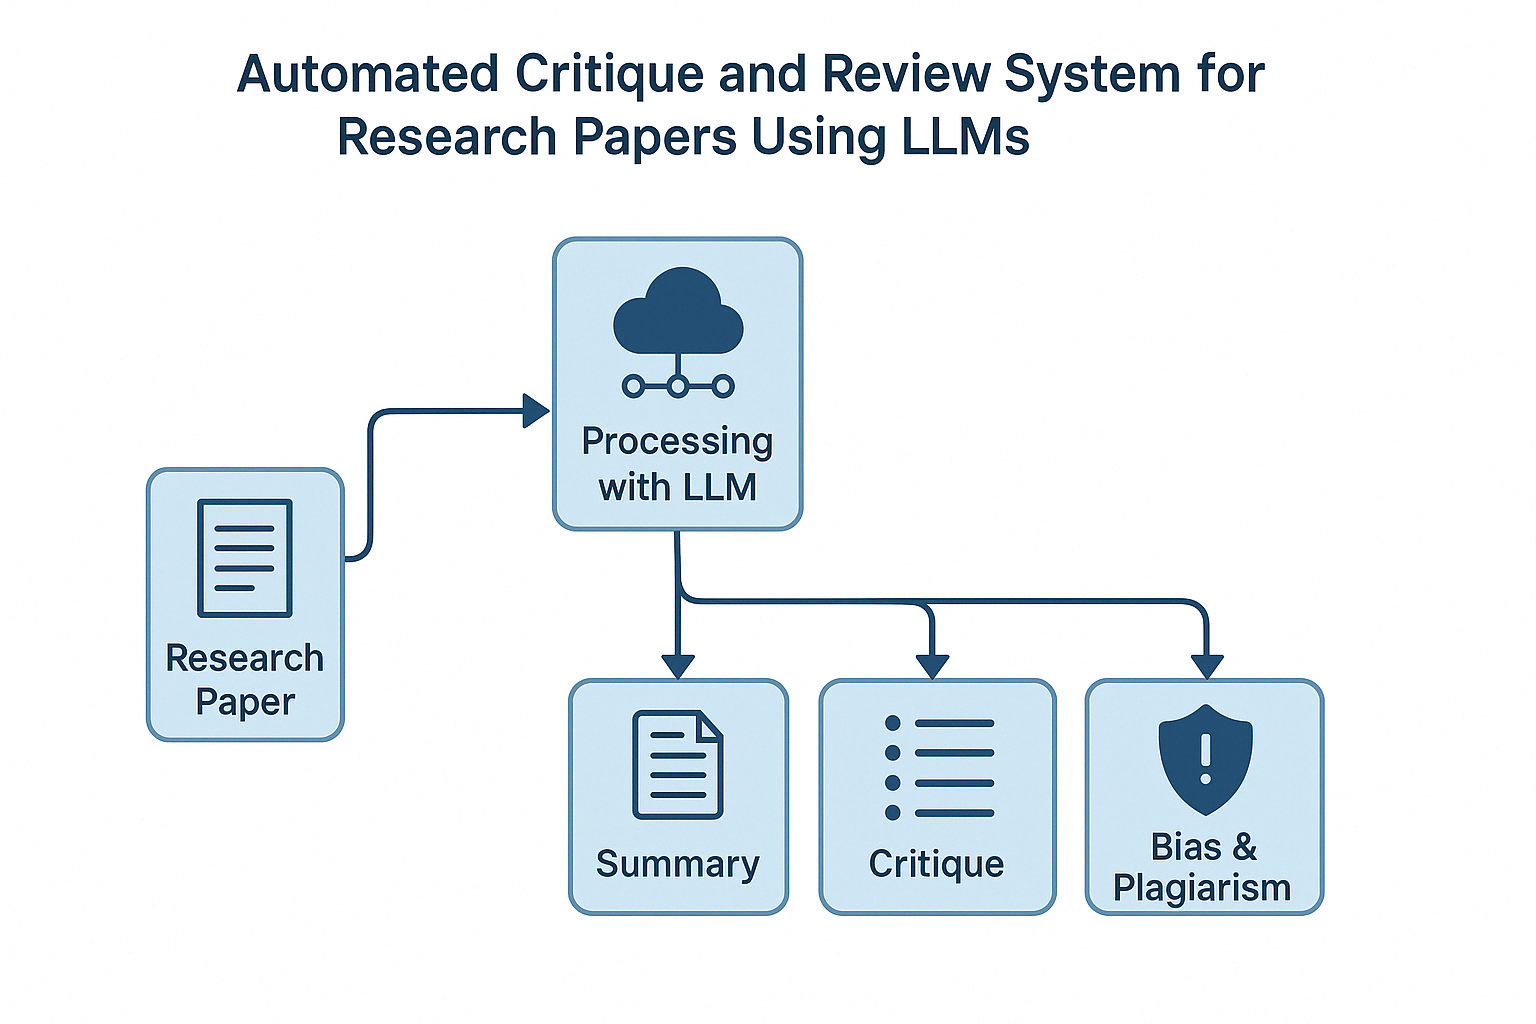 Automated Critique and Review System for
Research Papers Using LLMs
Processing
with LLM
Research
Paper
Summary
Critique
Bias &
Plagiarism